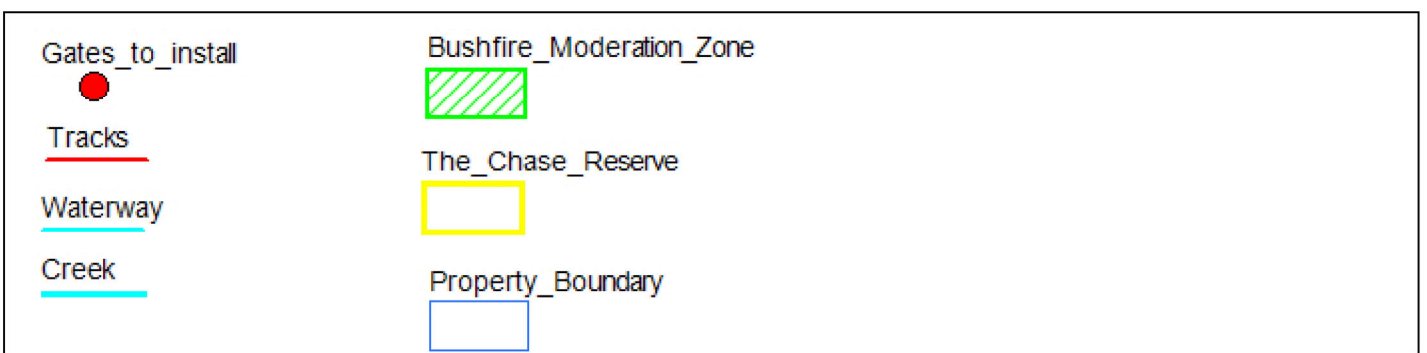 Gates_to_install
Tracks
Waterway
Creek
Bushfire_Moderation_Zone
The_Chase_Reserve
Property_Boundary